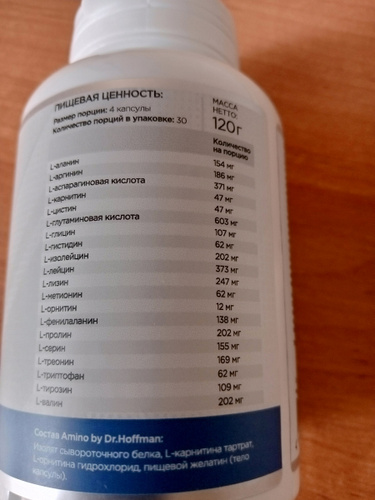 ПИЩЕВАЯ ЦЕННОСТЬ:
Размер порции: 4 капсулы
Количество порций в упаковке: 30
МАССА
НЕТТО
120г
Количество
на порцию
L-аланин 154 мг
L-аргинин 186 мг
L-аспарагиновая кислота 371 мг
L-карнитин 47 мг
L-цистин 47 мг
L-глутаминовая кислота 603 мг
L-глицин 107 мг
L-гистидин 62 мг
L-изолейцин 202 мг
L-лейцин 373 мг
L-лизин 247 мг
L-метионин 62 мг
L-орнитин 12 мг
L-фенилаланин 138 мг
L-пролин 202 мг
L-серин 155 мг
L-треонин 169 мг
L-триптофан 62 мг
L-тирозин 109 мг
L-валин 202 мг
Состав Amino by Dr.Hoffman:
Изолят сывороточного белка, L-карнитина тартрат,
L-орнитина гидрохлорид, пищевой желатин (тело
капсулы).